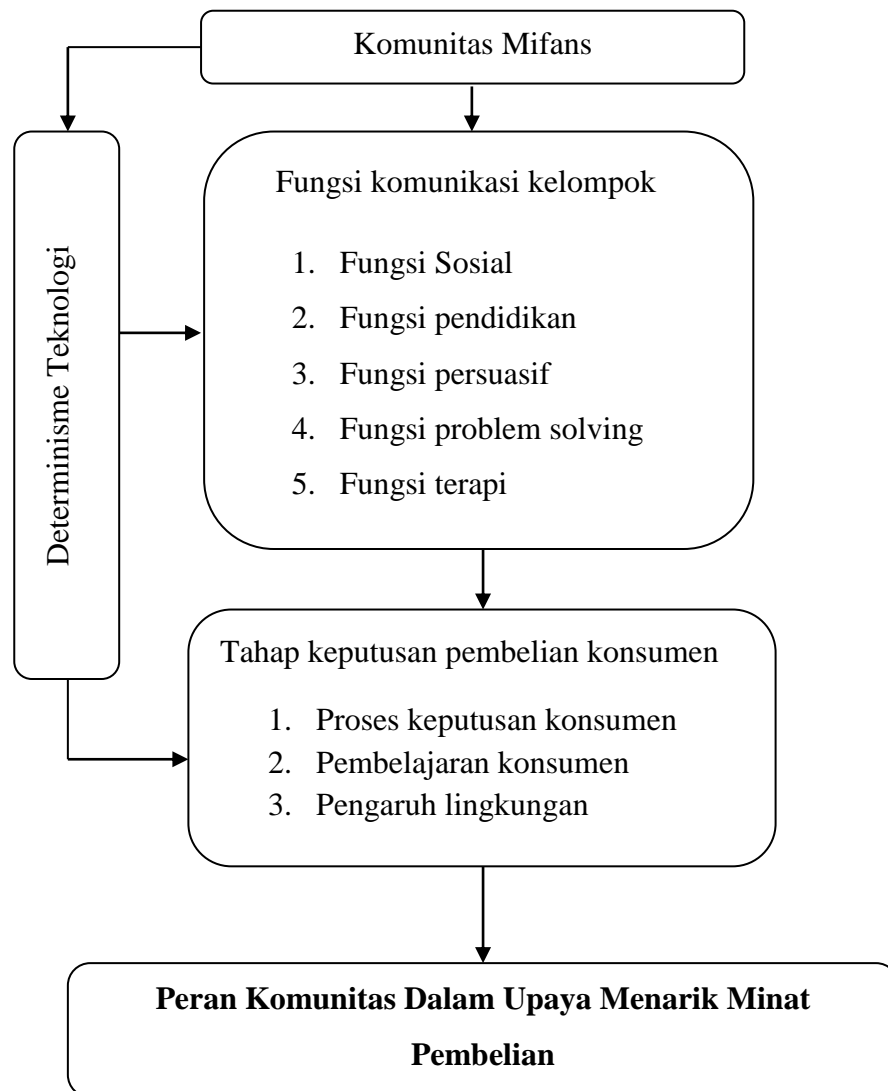 Komunitas Mifans
Determinisme Teknologi
Fungsi komunikasi kelompok
1. Fungsi Sosial
2. Fungsi pendidikan
3. Fungsi persuasif
4. Fungsi problem solving
5. Fungsi terapi
Tahap keputusan pembelian konsumen
1. Proses keputusan konsumen
2. Pembelajaran konsumen
3. Pengaruh lingkungan
Peran Komunitas Dalam Upaya Menarik Minat
Pembelian